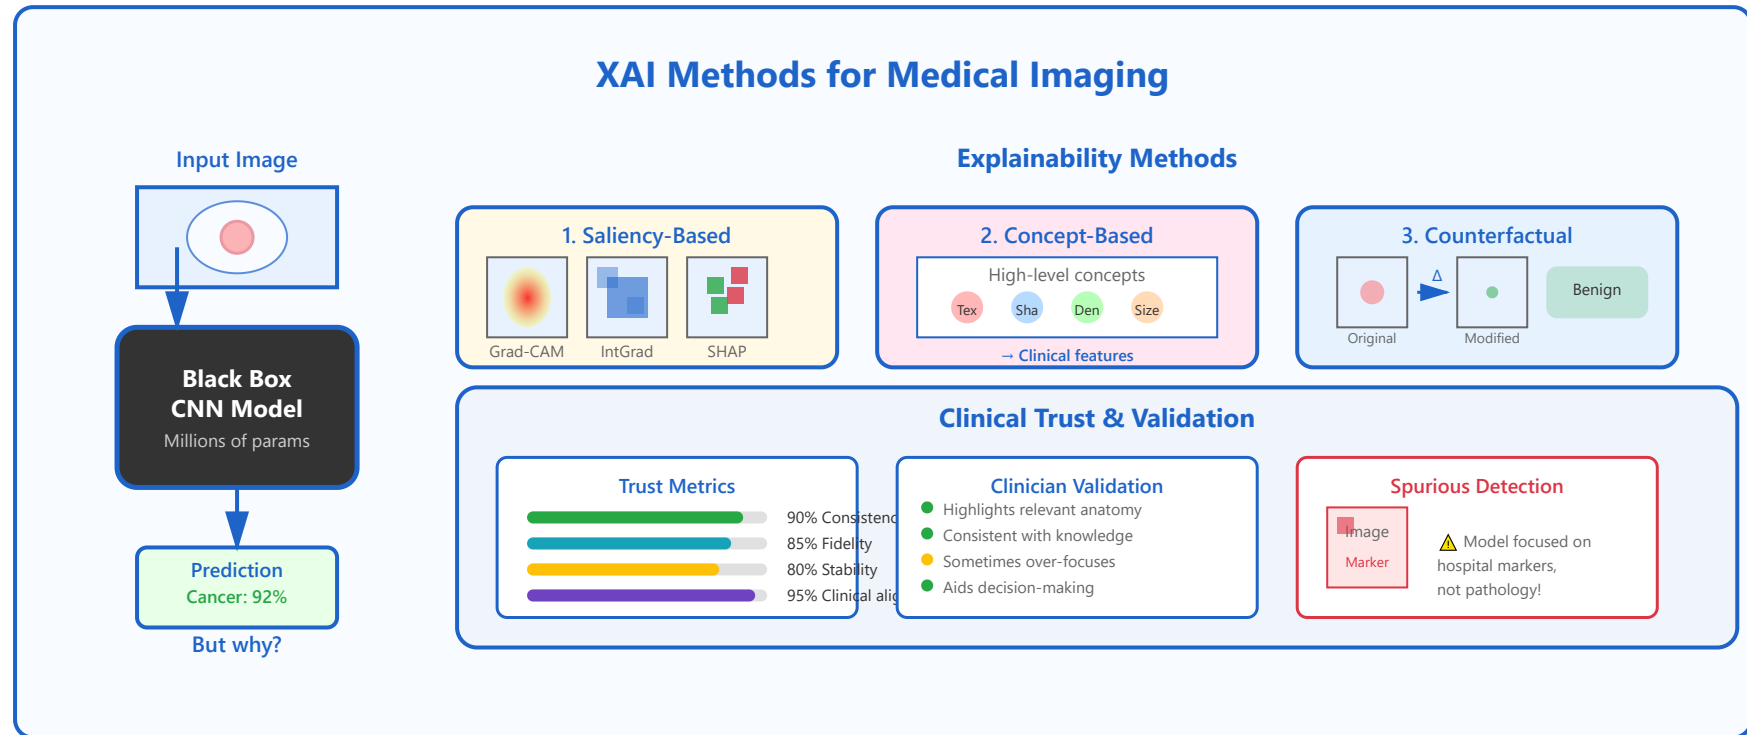 XAI Methods for Medical Imaging
Input Image
Black Box
CNN Model
Millions of params
Prediction
Cancer: 92%
But why?
Explainability Methods
1. Saliency-Based
Grad-CAM
IntGrad
SHAP
2. Concept-Based
High-level concepts
Tex
Sha
Den
Size
→ Clinical features
3. Counterfactual
Δ
Original
Modified
Benign
Clinical Trust & Validation
Trust Metrics
90% Consistenc
85% Fidelity
80% Stability
95% Clinical alig
Clinician Validation
Highlights relevant anatomy
Consistent with knowledge
Sometimes over-focuses
Aids decision-making
Spurious Detection
Image
Marker
⚠ Model focused on
hospital markers,
not pathology!